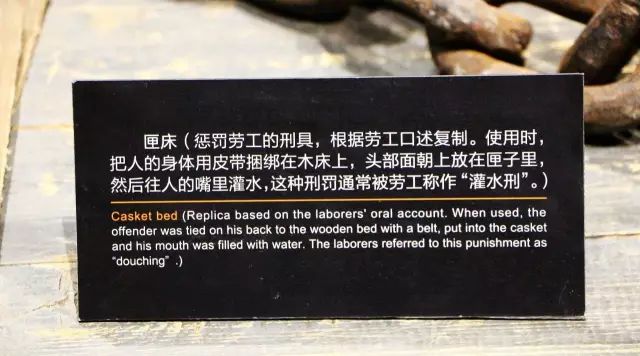 匣床（惩罚劳工的刑具，根据劳工口述复制。使用时，
把人的身体用皮带捆绑在木床上，头部面朝上放在匣子里，
然后往人的嘴里灌水，这种刑罚通常被劳工称作“灌水刑”。）
Casket bed (Replica based on the laborers' oral account. When used, the
offender was tied on his back to the wooden bed with a belt, put into the casket
and his mouth was filled with water. The laborers referred to this punishment as
“douching” .)